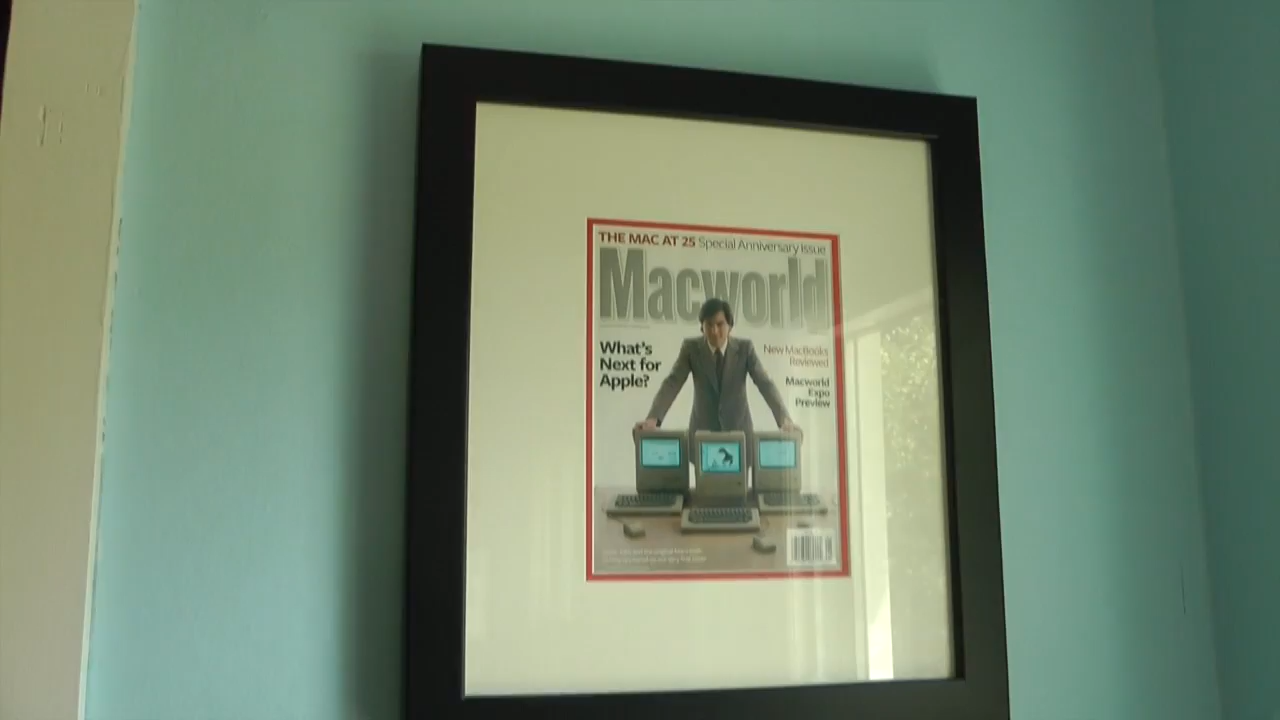 THE MAC AT 25 Special Anniversary Issue
Macworld
What's
Next for
Apple?
New MacBooks
Reviewed
Macworld
Expo
Preview